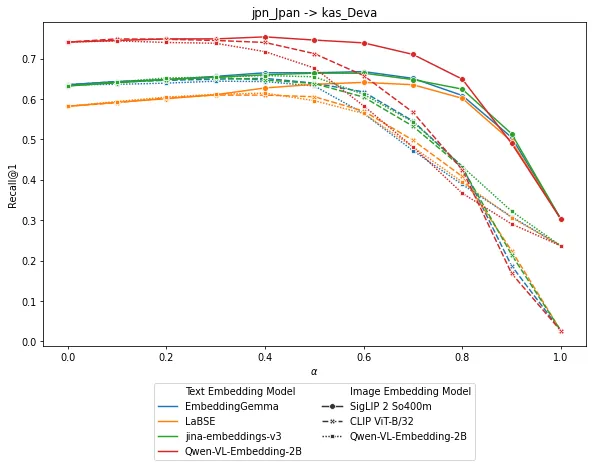 jpn_Jpan -> kas_Deva
Recall@1
0.7
0.6
0.5
0.4
0.3
0.2
0.1
0.0
0.0 0.2 0.4 0.6 0.8 1.0
α
Text Embedding Model Image Embedding Model
EmbeddingGemma SigLIP 2 So400m
LaBSE CLIP ViT-B/32
jina-embeddings-v3 Qwen-VL-Embedding-2B
Qwen-VL-Embedding-2B